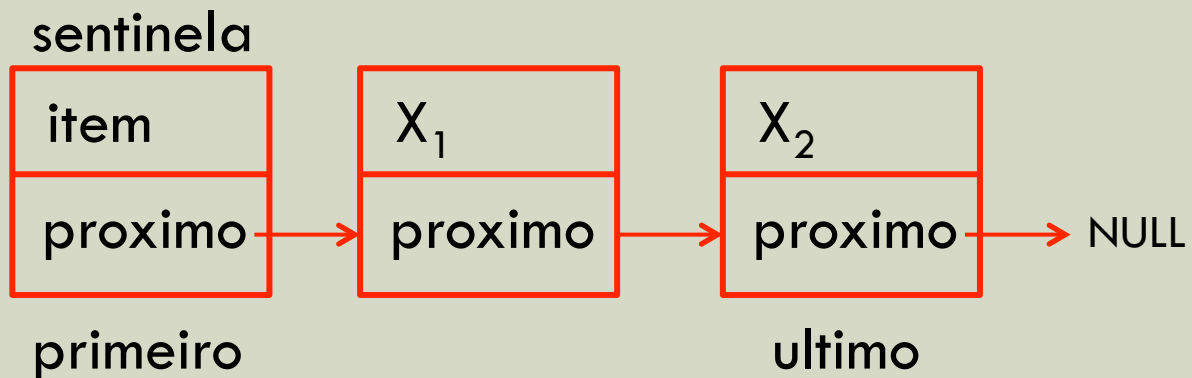 sentinela
item X₁ X₂
proximo proximo proximo NULL
primeiro ultimo